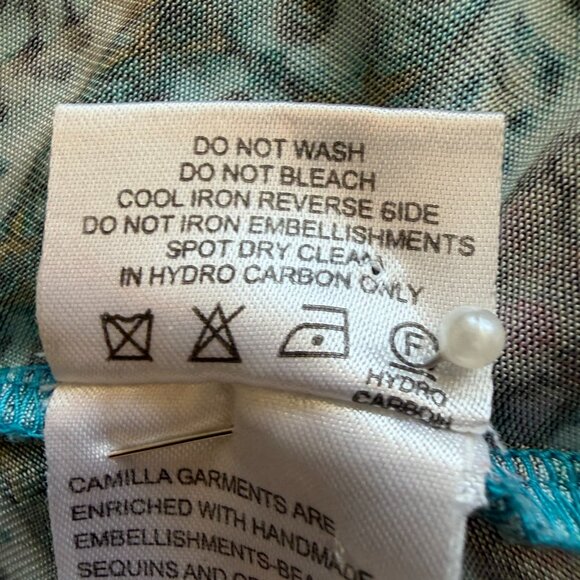 DO NOT WASH
DO NOT BLEACH
COOL IRON REVERSE SIDE
DO NOT IRON EMBELLISHMENTS
SPOT DRY CLEAN
IN HYDRO CARBON ONLY
F
HYDRO
CARBON
CAMILLA GARMENTS ARE
ENRICHED WITH HANDMADE
EMBELLISHMENTS-
SEQUINS AND